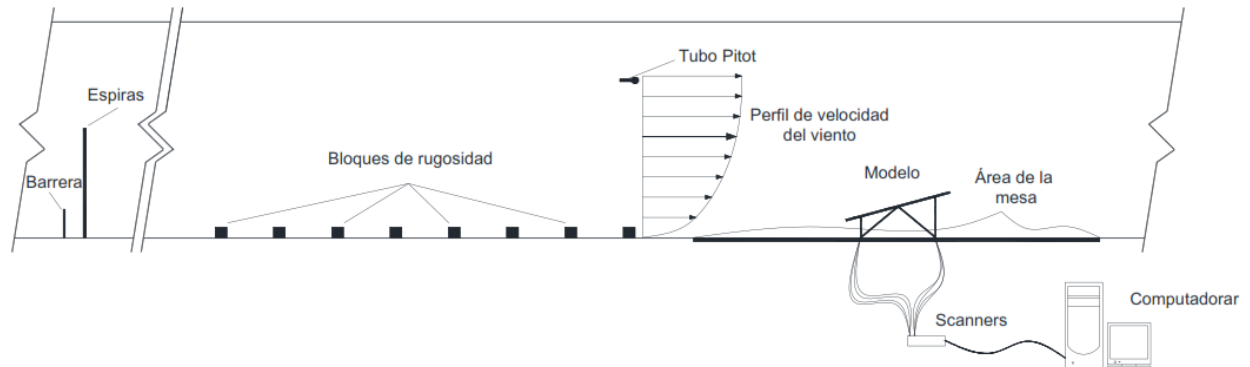 Tubo Pitot
Espiras
Perfil de velocidad
del viento
Bloques de rugosidad
Modelo
Área de la
mesa
Barrera
Scanners
Computadorar